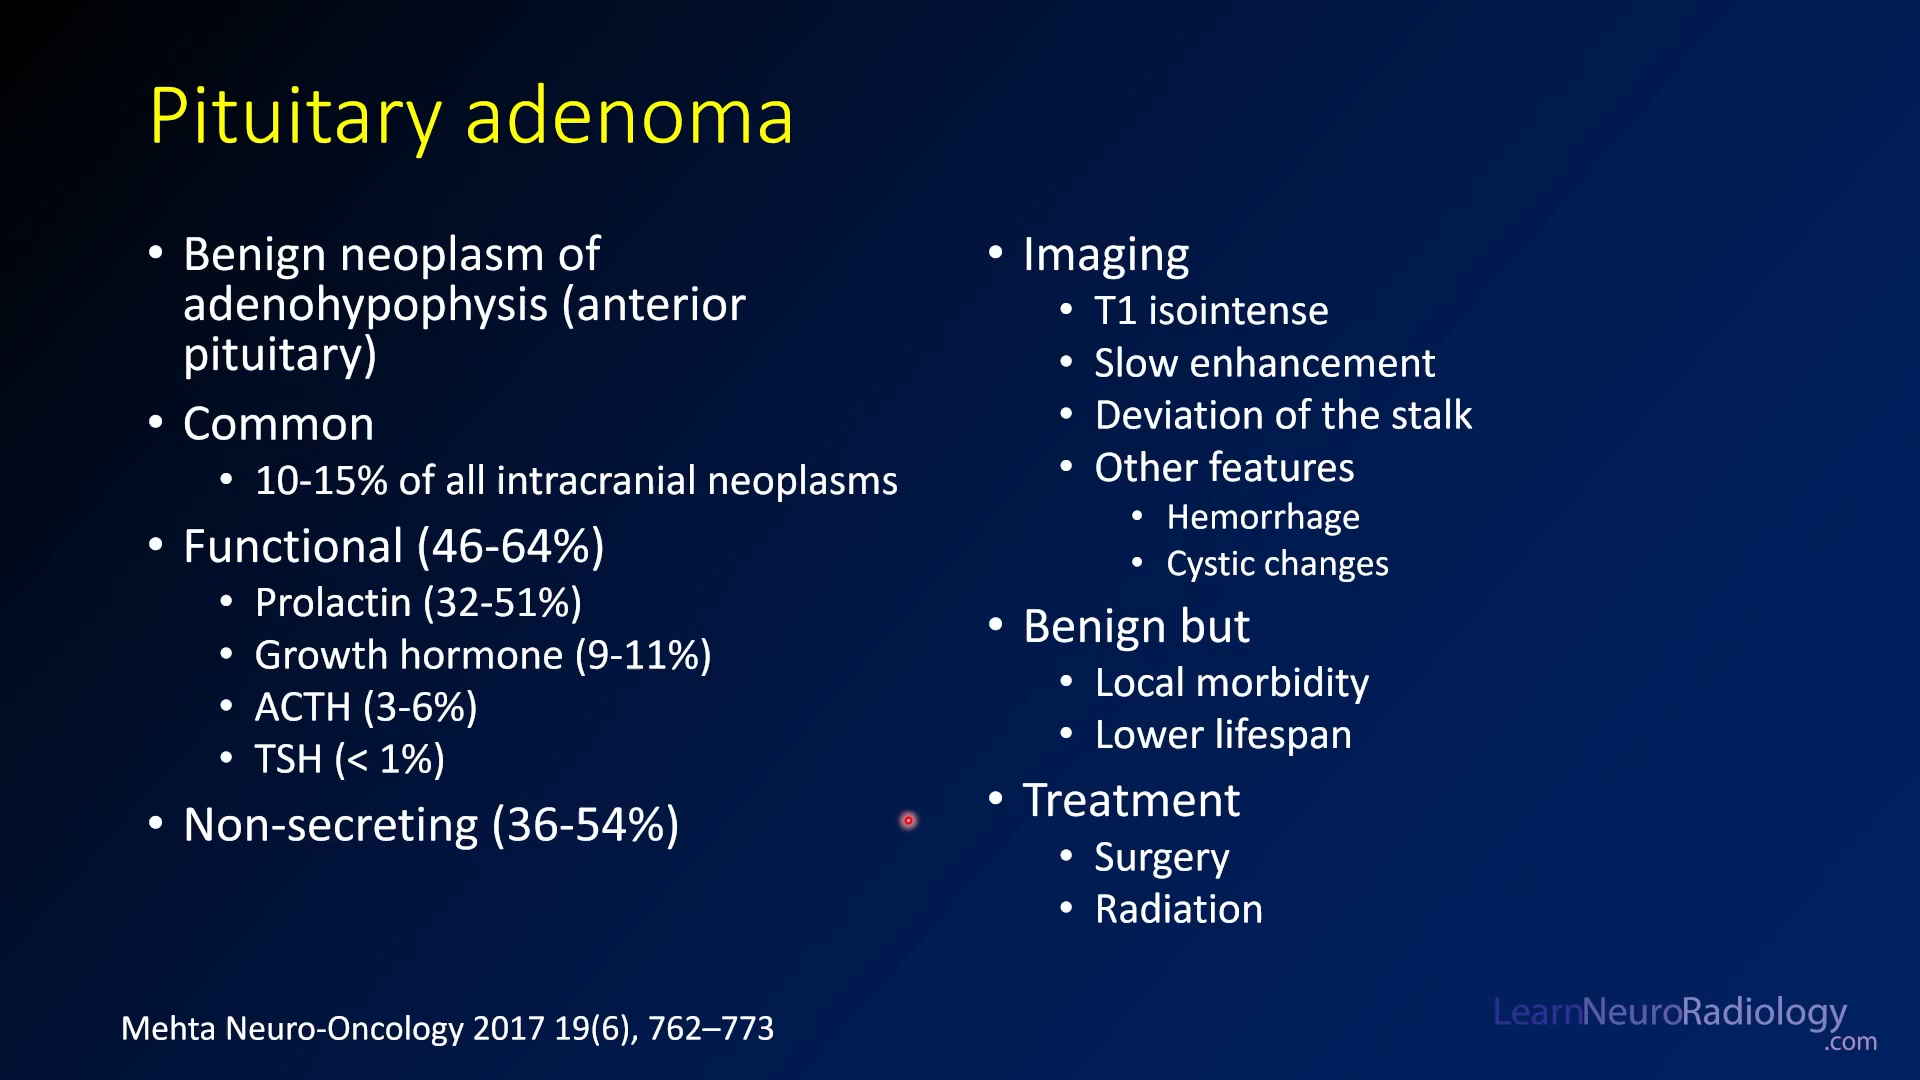 Pituitary adenoma
• Benign neoplasm of
adenohypophysis (anterior
pituitary)
• Common
• 10-15% of all intracranial neoplasms
• Functional (46-64%)
• Prolactin (32-51%)
• Growth hormone (9-11%)
• ACTH (3-6%)
• TSH (< 1%)
• Non-secreting (36-54%)
• Imaging
• T1 isointense
• Slow enhancement
• Deviation of the stalk
• Other features
• Hemorrhage
• Cystic changes
• Benign but
• Local morbidity
• Lower lifespan
• Treatment
• Surgery
• Radiation
Mehta Neuro-Oncology 2017 19(6), 762–773
LearnNeuroRadiology
.com